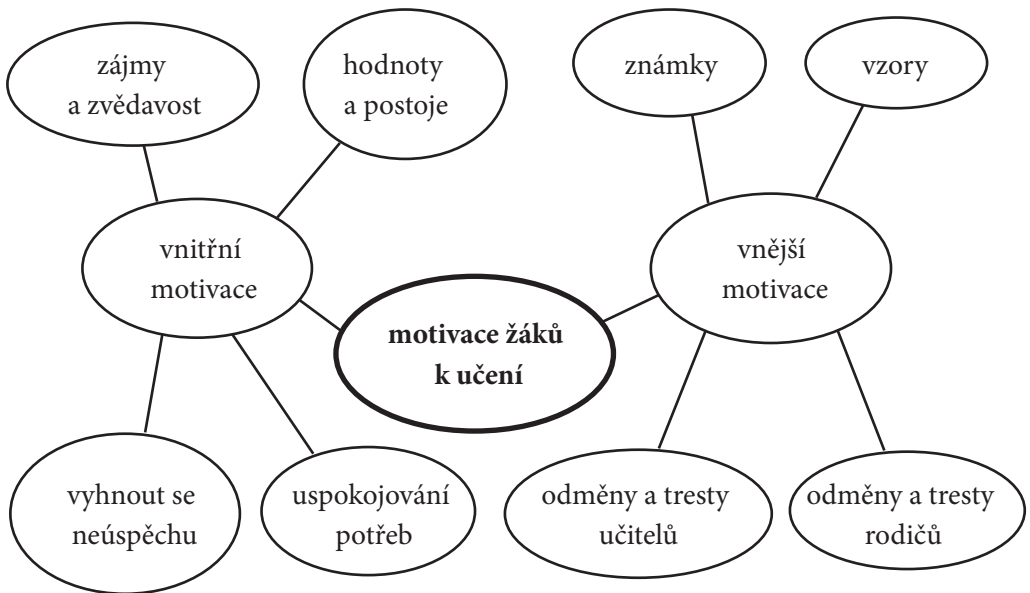 zájmy
a zvědavost
hodnoty
a postoje
známky
vzory
vnitřní
motivace
vnější
motivace
motivace žáků
k učení
vyhnout se
neúspěchu
uspokojování
potřeb
odměny a tresty
učitelů
odměny a tresty
rodičů